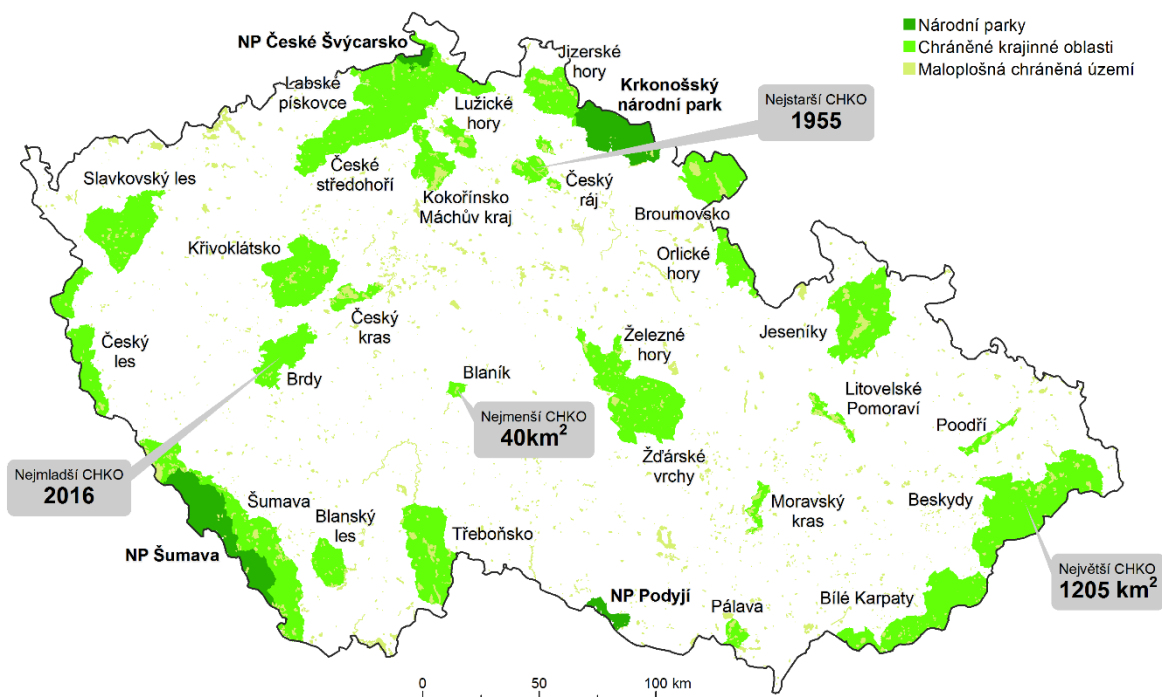 Národní parky
Chráněné krajinné oblasti
Maloplošná chráněná území
NP České Švýcarsko
Jizerské
hory
Labské
pískovce
Lužické
hory
Krkonošský
národní park
Nejstarší CHKO
1955
Slavkovský les
České
středohoří
Kokořínsko
Máchův kraj
Český
ráj
Broumovsko
Křivoklátsko
Orlické
hory
Český
kras
Český
les
Brdy
Blaník
Železné
hory
Jeseníky
Nejmenší CHKO
40km²
Litovelské
Pomoraví
Poodří
Nejmladší CHKO
2016
Žďárské
vrchy
Šumava
Blanský
les
Třeboňsko
Moravský
kras
Beskydy
NP Šumava
NP Podyjí
Pálava
Bílé Karpaty
Největší CHKO
1205 km²
0 50 100 km